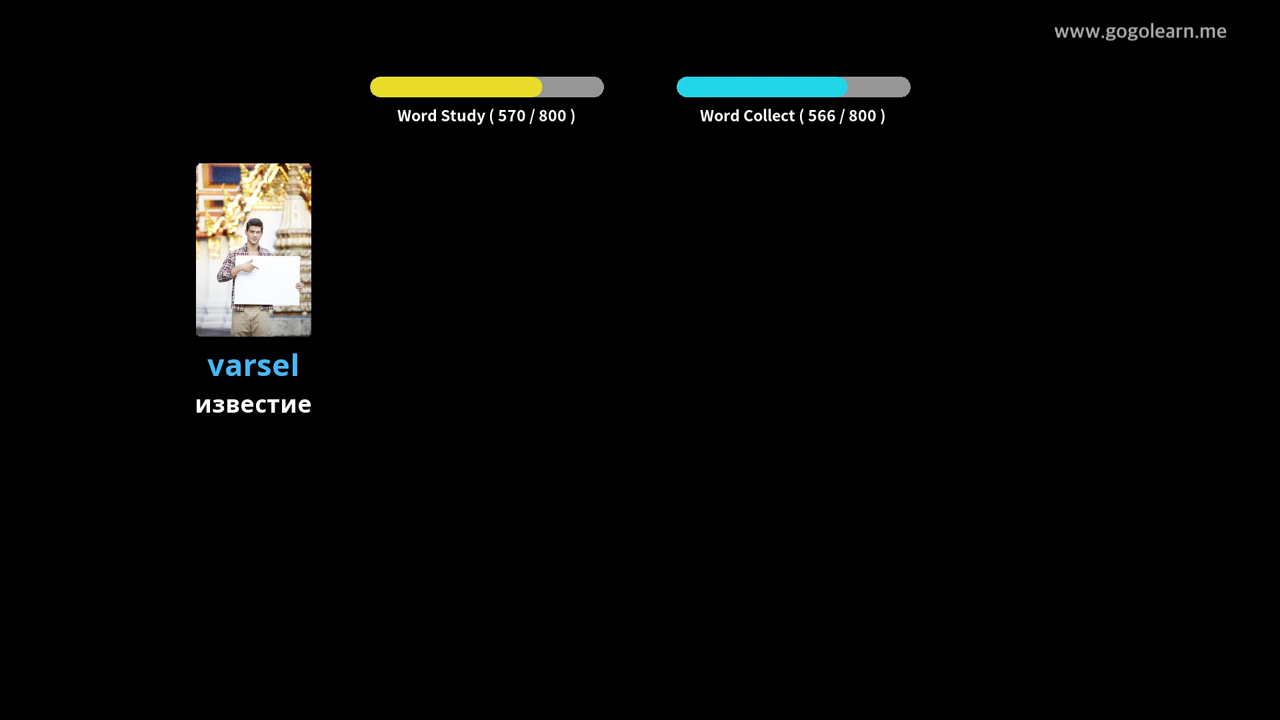 www.gogolearn.me
Word Study ( 570 / 800 )
Word Collect ( 566 / 800 )
varsel
известие